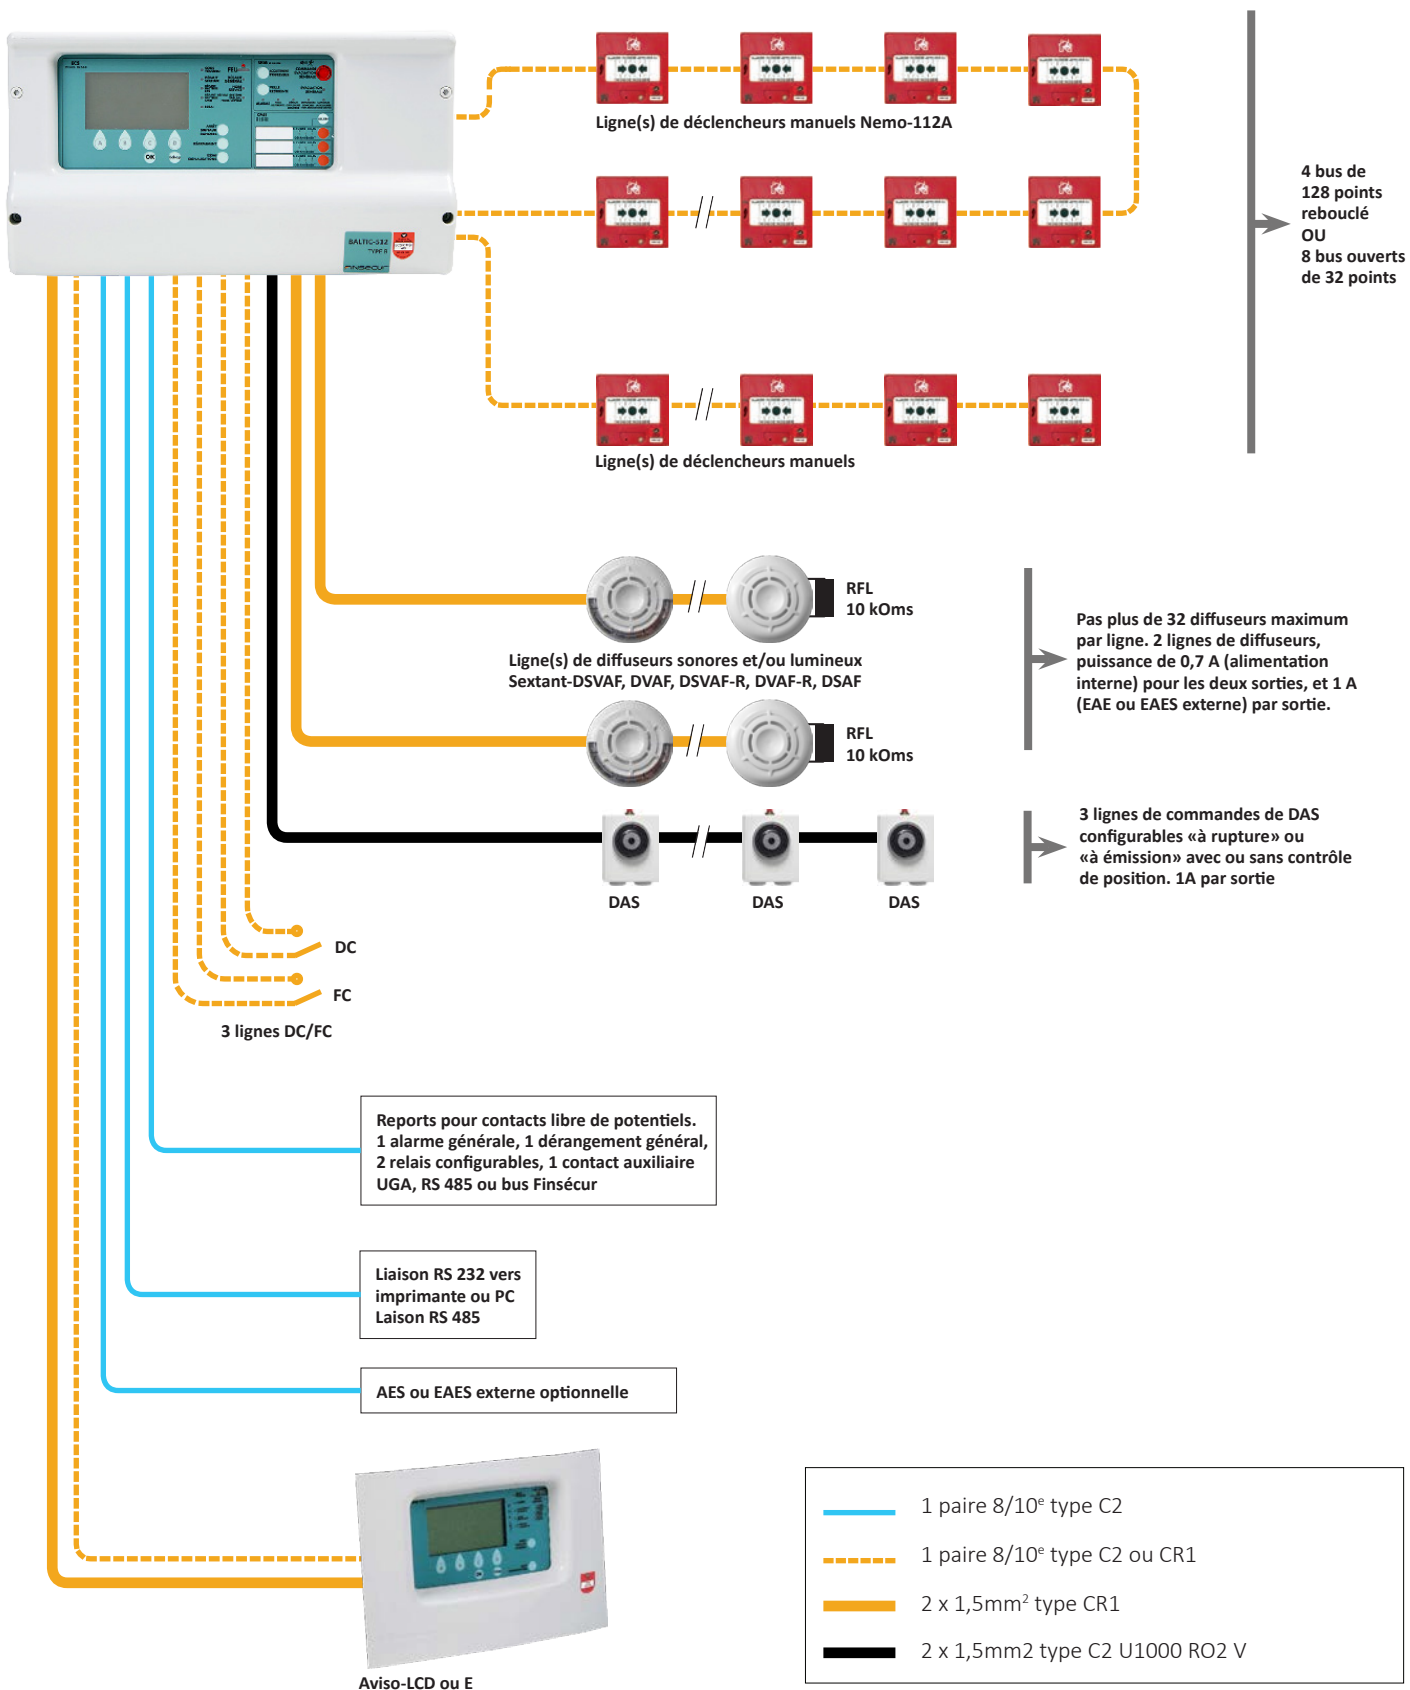 ECS
FEU
BALTIC-512
TYPE B
FINSECUR
A B C D
OK
Ligne(s) de déclencheurs manuels Nemo-112A
4 bus de
128 points
rebouclé
OU
8 bus ouverts
de 32 points
Ligne(s) de déclencheurs manuels
RFL
10 kOms
Ligne(s) de diffuseurs sonores et/ou lumineux
Sextant-DSVAF, DVAF, DSVAF-R, DVAF-R, DSAF
Pas plus de 32 diffuseurs maximum
par ligne. 2 lignes de diffuseurs,
puissance de 0,7 A (alimentation
interne) pour les deux sorties, et 1 A
(EAE ou EAES externe) par sortie.
RFL
10 kOms
3 lignes de commandes de DAS
configurables «à rupture» ou
«à émission» avec ou sans contrôle
de position. 1A par sortie
DAS
DAS
DAS
DC
FC
3 lignes DC/FC
Reports pour contacts libre de potentiels.
1 alarme générale, 1 dérangement général,
2 relais configurables, 1 contact auxiliaire
UGA, RS 485 ou bus Finsécur
Liaison RS 232 vers
imprimante ou PC
Laison RS 485
AES ou EAES externe optionnelle
Aviso-LCD ou E
1 paire 8/10e type C2
1 paire 8/10e type C2 ou CR1
2 x 1,5mm² type CR1
2 x 1,5mm2 type C2 U1000 RO2 V